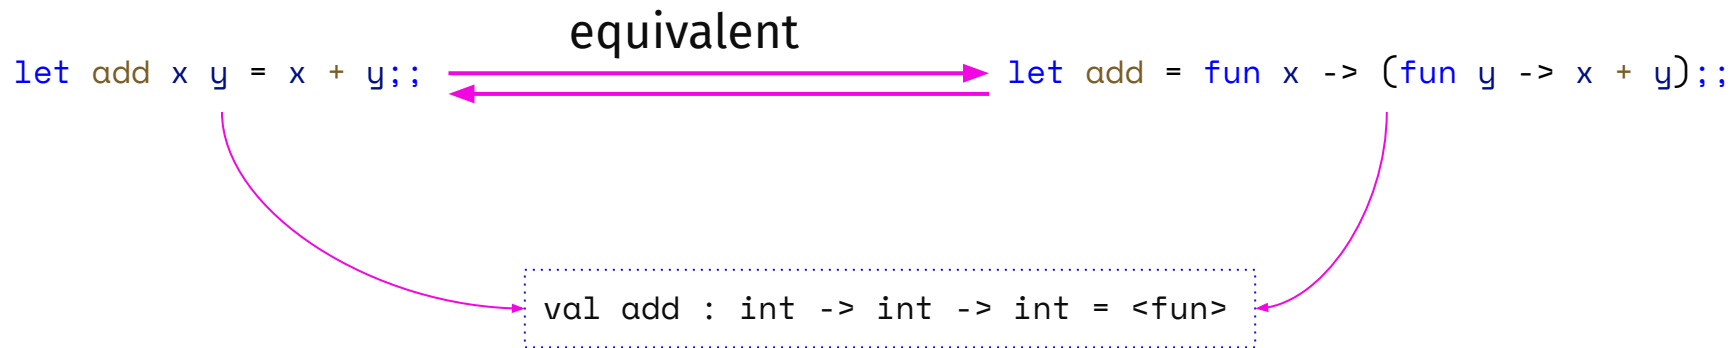 equivalent
let add x y = x + y;;
let add = fun x -> (fun y -> x + y);;
val add : int -> int -> int = <fun>